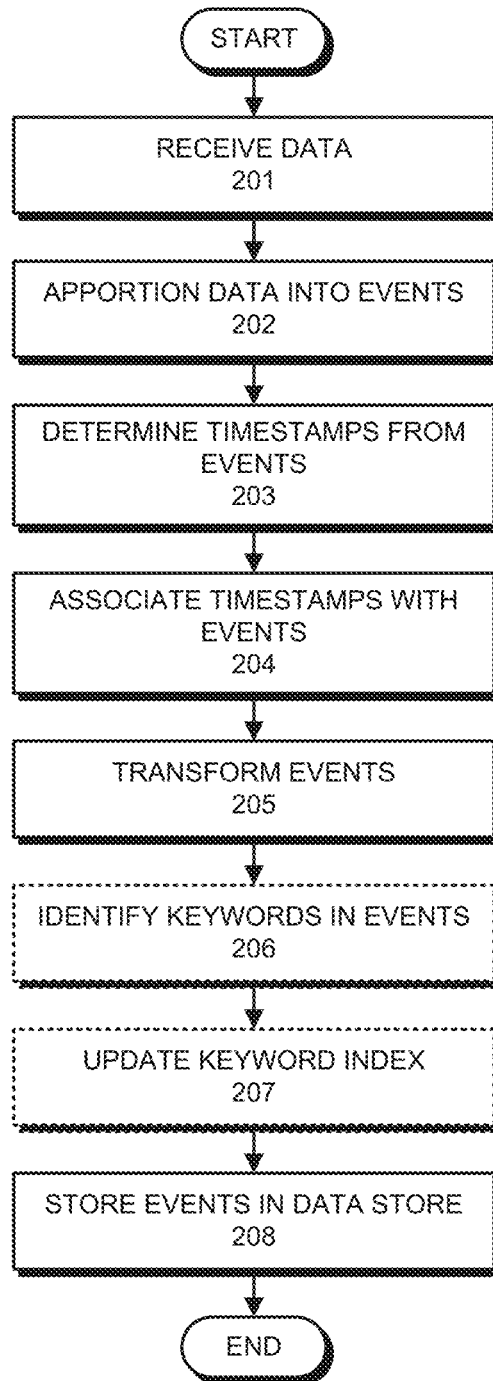 START
RECEIVE DATA
201
APPORTION DATA INTO EVENTS
202
DETERMINE TIMESTAMPS FROM
EVENTS
203
ASSOCIATE TIMESTAMPS WITH
EVENTS
204
TRANSFORM EVENTS
205
IDENTIFY KEYWORDS IN EVENTS
206
UPDATE KEYWORD INDEX
207
STORE EVENTS IN DATA STORE
208
END